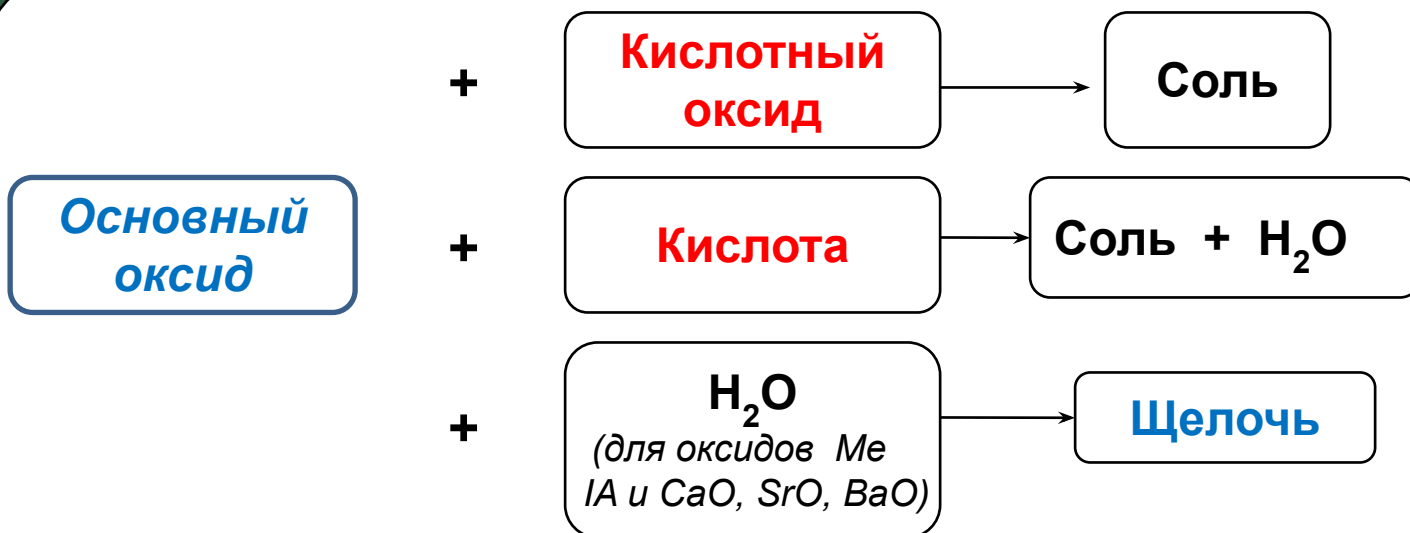 +
Кислотный
оксид
Соль
Основный
оксид
+
Кислота
Соль + H₂O
+
H₂O
(для оксидов Me
IA и CaO, SrO, BaO)
Щелочь